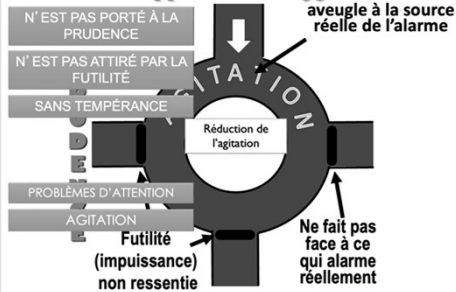 N'EST PAS PORTÉ À LA
PRUDENCE
N'EST PAS ATTIRÉ PAR LA
FUTILITÉ
SANS TEMPÉRANCE
PROBLÈMES D'ATTENTION
AGITATION
aveugle à la source
réelle de l'alarme
AGITATION
Réduction de
l'agitation
Futilité
(impuissance)
non ressentie
Ne fait pas
face à ce
qui alarme
réellement